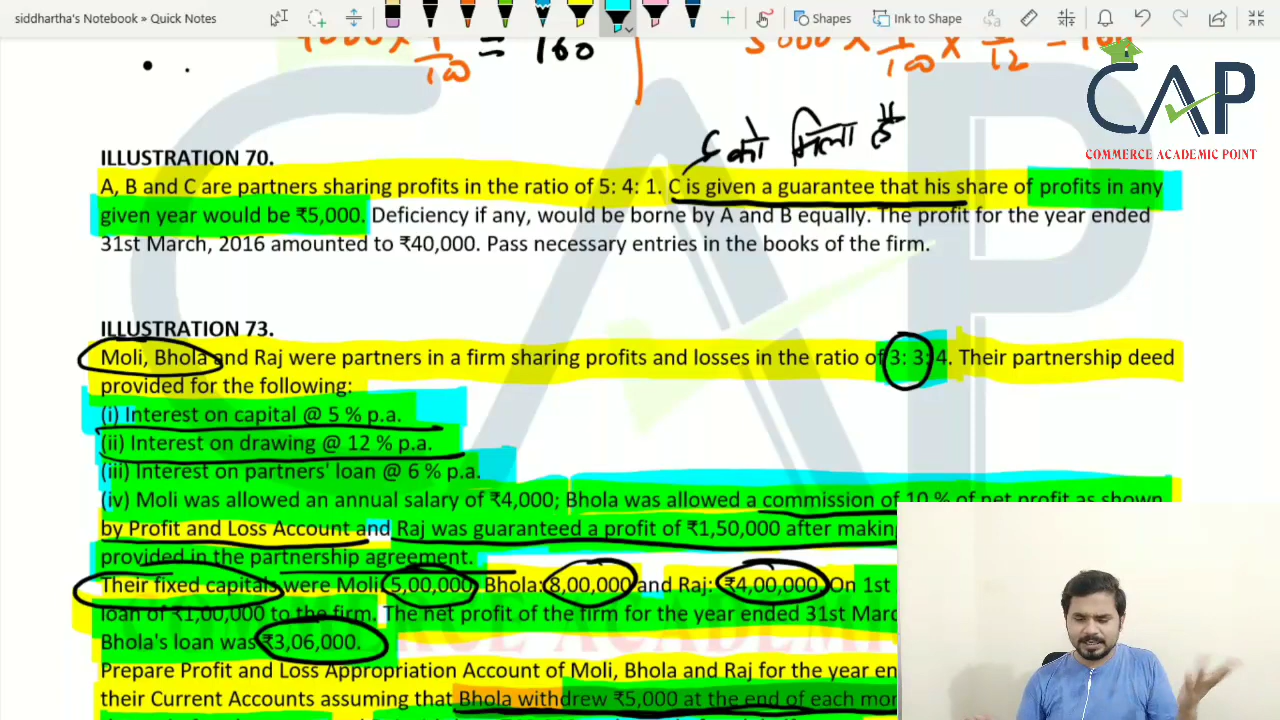 siddhartha's Notebook » Quick Notes
Shapes
Ink to Shape
= 160
CAP
COMMERCE ACADEMIC POINT
C को मिला है
ILLUSTRATION 70.
A, B and C are partners sharing profits in the ratio of 5: 4: 1. C is given a guarantee that his share of profits in any
given year would be ₹5,000. Deficiency if any, would be borne by A and B equally. The profit for the year ended
31st March, 2016 amounted to ₹40,000. Pass necessary entries in the books of the firm.
ILLUSTRATION 73.
Moli, Bhola and Raj were partners in a firm sharing profits and losses in the ratio of 3: 3: 4. Their partnership deed
provided for the following:
(i) Interest on capital @ 5 % p.a.
(ii) Interest on drawing @ 12 % p.a.
(iii) Interest on partners' loan @ 6 % p.a.
(iv) Moli was allowed an annual salary of ₹4,000; Bhola was allowed a commission of 10 % of net profit as shown
by Profit and Loss Account and Raj was guaranteed a profit of ₹1,50,000 after making
provided in the partnership agreement.
Their fixed capitals were Moli: 5,00,000 Bhola: 8,00,000 and Raj: ₹4,00,000. On 1st
loan of ₹1,00,000 to the firm. The net profit of the firm for the year ended 31st Marc
Bhola's loan was ₹3,06,000.
Prepare Profit and Loss Appropriation Account of Moli, Bhola and Raj for the year en
their Current Accounts assuming that Bhola withdrew ₹5,000 at the end of each mon
COMMERCE ACADEMIC POINT